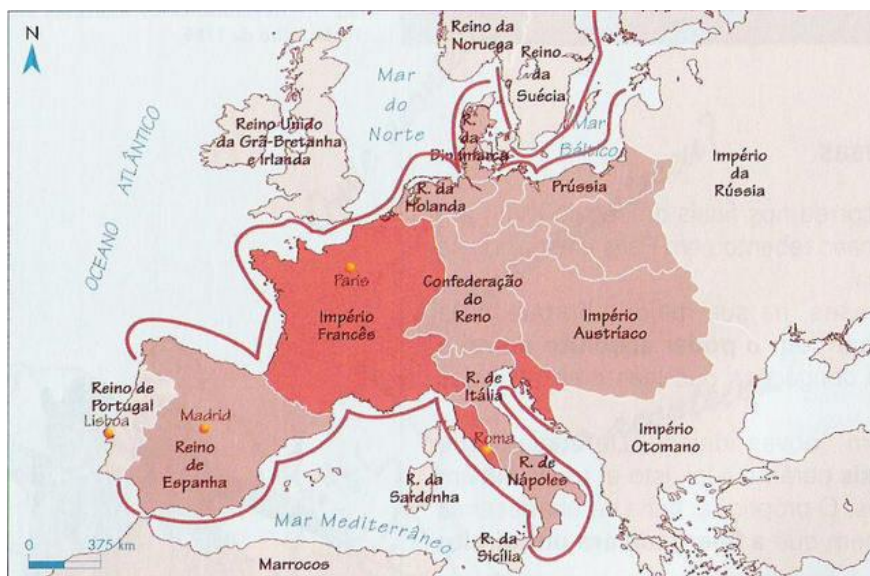 N
Reino da
Noruega
Reino
da
Suécia
Mar
do
Norte
Reino Unido
da Grã-Bretanha
e Irlanda
R.
da
Dinamarca
Mar
Báltico
Império
da
Rússia
OCEANO ATLÂNTICO
R. da
Holanda
Prússia
Paris
Império
Francês
Confederação
do
Reno
Império
Austríaco
R. de
Itália
Reino de
Portugal
Lisboa
Madrid
Reino
de
Espanha
Roma
R. de
Nápoles
Império
Otomano
R. da
Sardenha
Mar Mediterrâneo
R. da
Sicília
Marrocos
0 375 km